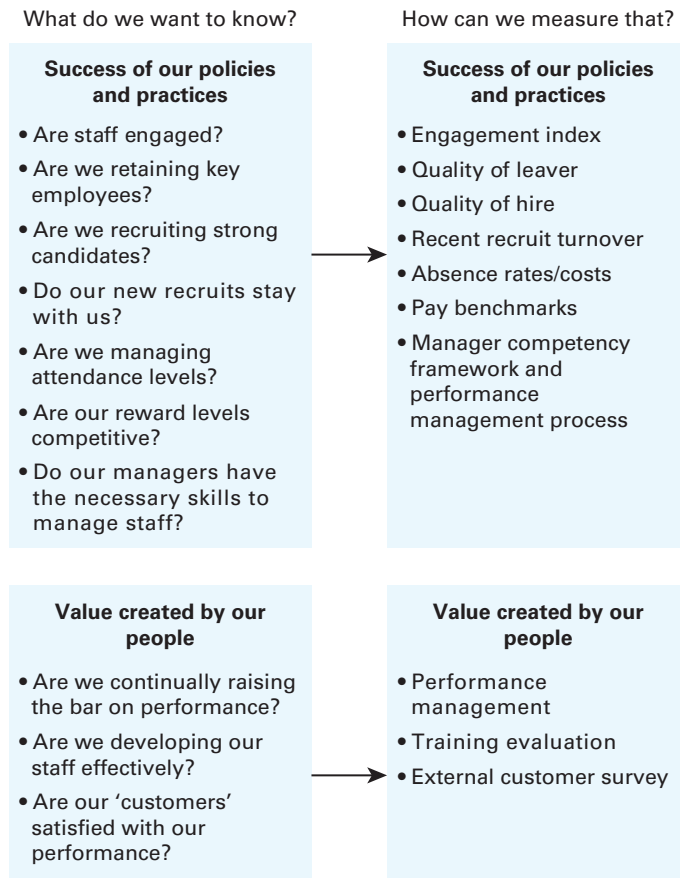 What do we want to know?
How can we measure that?
Success of our policies
and practices
• Are staff engaged?
• Are we retaining key
employees?
• Are we recruiting strong
candidates?
• Do our new recruits stay
with us?
• Are we managing
attendance levels?
• Are our reward levels
competitive?
• Do our managers have
the necessary skills to
manage staff?
Success of our policies
and practices
• Engagement index
• Quality of leaver
• Quality of hire
• Recent recruit turnover
• Absence rates/costs
• Pay benchmarks
• Manager competency
framework and
performance
management process
Value created by our
people
• Are we continually raising
the bar on performance?
• Are we developing our
staff effectively?
• Are our ‘customers’
satisfied with our
performance?
Value created by our
people
• Performance
management
• Training evaluation
• External customer survey